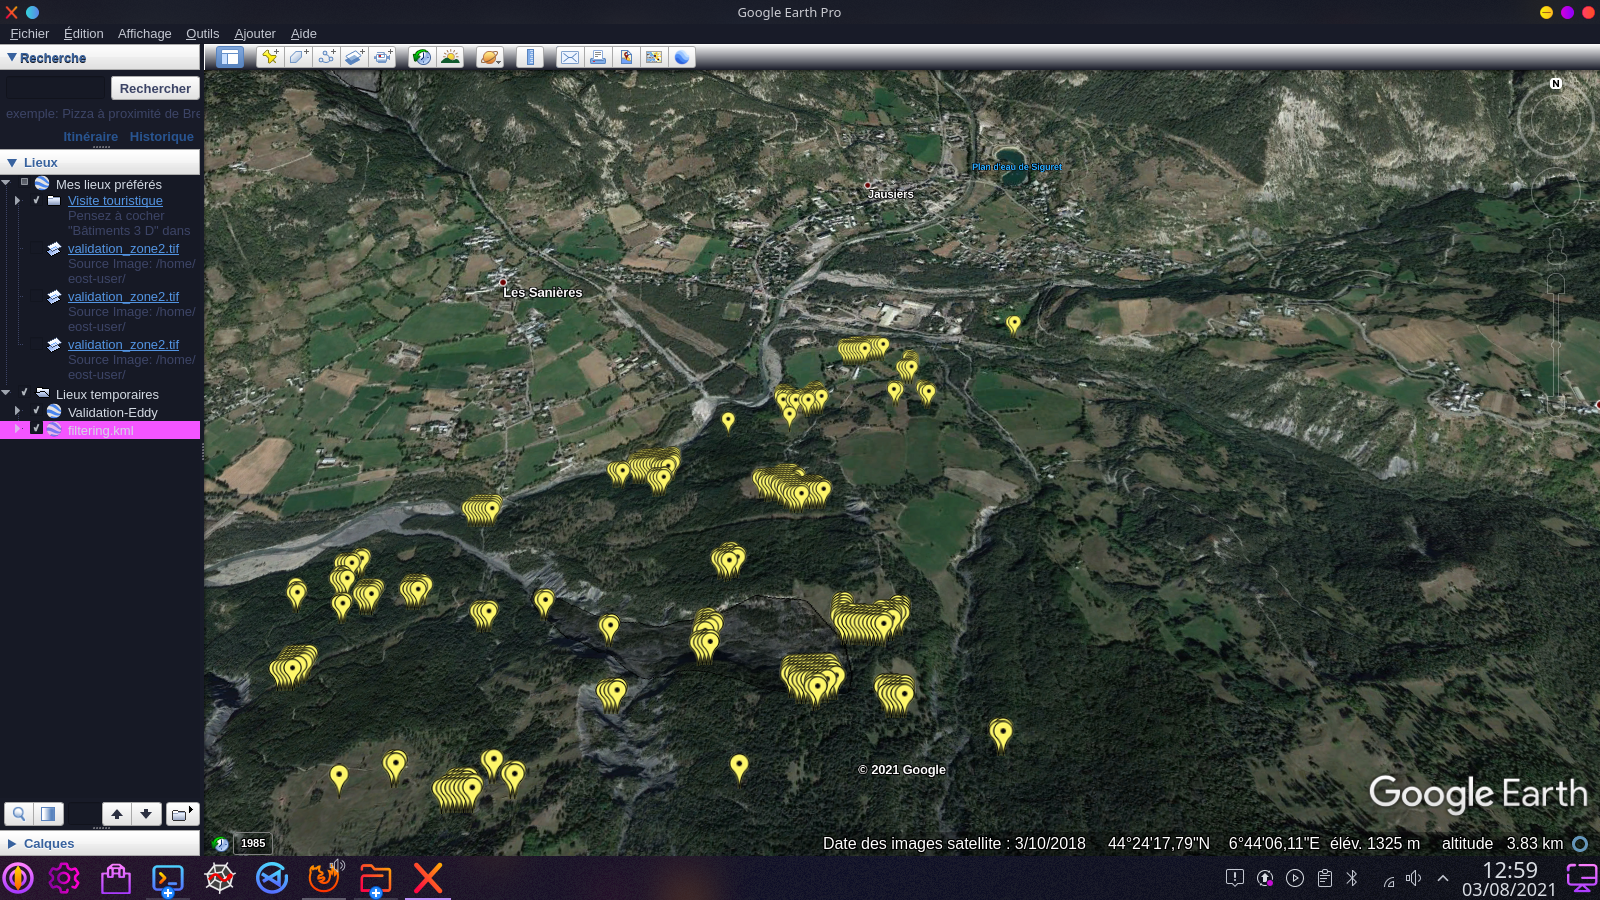 Google Earth Pro
Fichier Édition Affichage Outils Ajouter Aide
Recherche
Rechercher
exemple: Pizza à proximité de Bre
Itinéraire Historique
Lieux
Mes lieux préférés
Visite touristique
Pensez à cocher
"Bâtiments 3 D" dans
validation_zone2.tif
Source Image: /home/
eost-user/
validation_zone2.tif
Source Image: /home/
eost-user/
validation_zone2.tif
Source Image: /home/
eost-user/
Lieux temporaires
Validation-Eddy
filtering.kml
Calques
N
Plan d'eau de Siguret
Jausiers
Les Sanières
© 2021 Google
Google Earth
1985
Date des images satellite : 3/10/2018 44°24'17,79"N 6°44'06,11"E élév. 1325 m altitude 3.83 km
12:59
03/08/2021